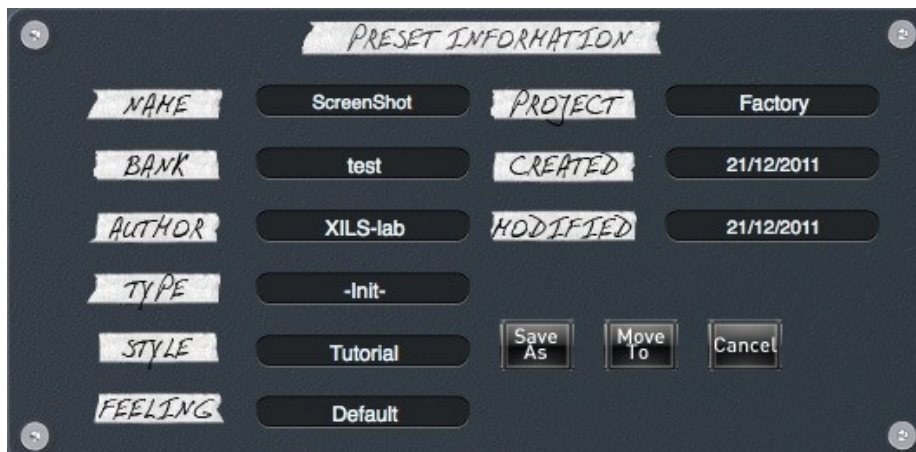 PRESET INFORMATION
NAME ScreenShot PROJECT Factory
BANK test CREATED 21/12/2011
AUTHOR XILS-lab MODIFIED 21/12/2011
TYPE -Init-
STYLE Tutorial
Save As
Move To
Cancel
FEELING Default